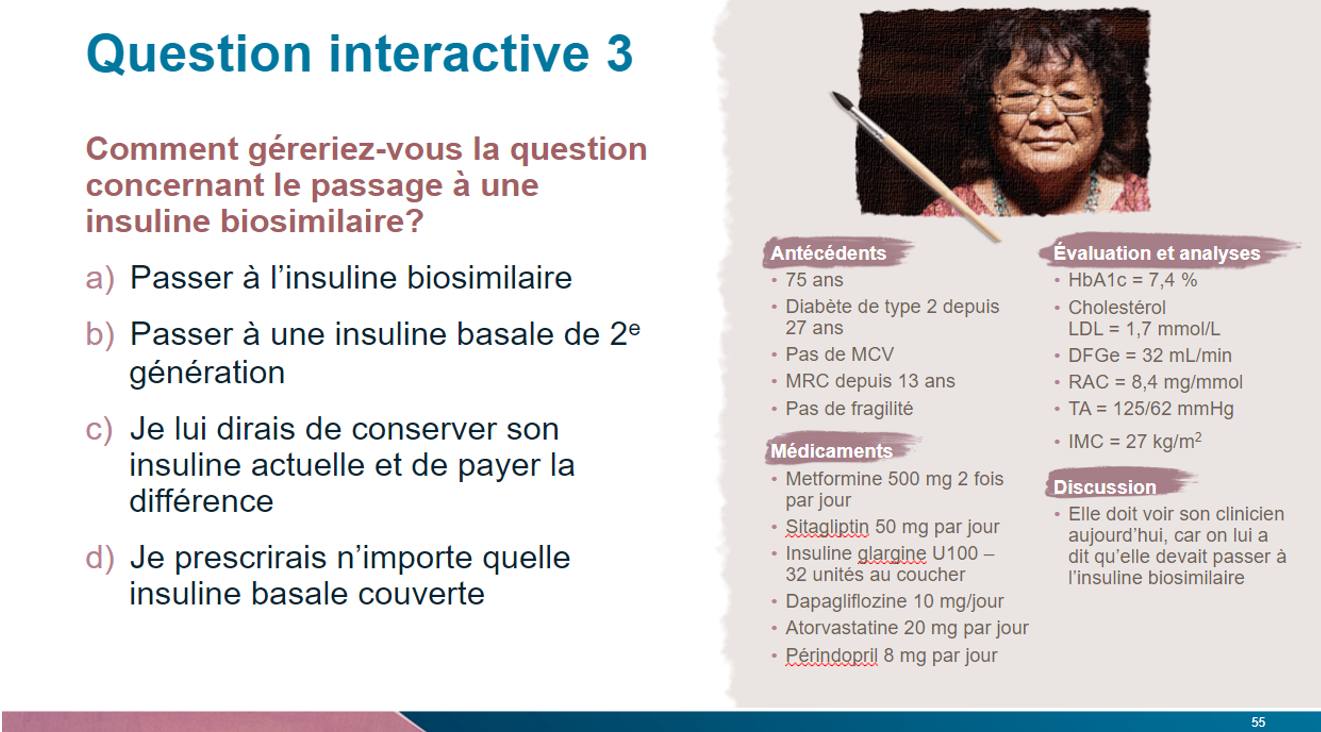 Question interactive 3
Comment géreriez-vous la question
concernant le passage à une
insuline biosimilaire?
a) Passer à l’insuline biosimilaire
b) Passer à une insuline basale de 2e
génération
c) Je lui dirais de conserver son
insuline actuelle et de payer la
différence
d) Je prescrirais n’importe quelle
insuline basale couverte
Antécédents
• 75 ans
• Diabète de type 2 depuis
27 ans
• Pas de MCV
• MRC depuis 13 ans
• Pas de fragilité
Médicaments
• Metformine 500 mg 2 fois
par jour
• Sitagliptin 50 mg par jour
• Insuline glargine U100 –
32 unités au coucher
• Dapagliflozine 10 mg/jour
• Atorvastatine 20 mg par jour
• Périndopril 8 mg par jour
Évaluation et analyses
• HbA1c = 7,4 %
• Cholestérol
LDL = 1,7 mmol/L
• DFGe = 32 mL/min
• RAC = 8,4 mg/mmol
• TA = 125/62 mmHg
• IMC = 27 kg/m2
Discussion
• Elle doit voir son clinicien
aujourd’hui, car on lui a
dit qu’elle devait passer à
l’insuline biosimilaire
55